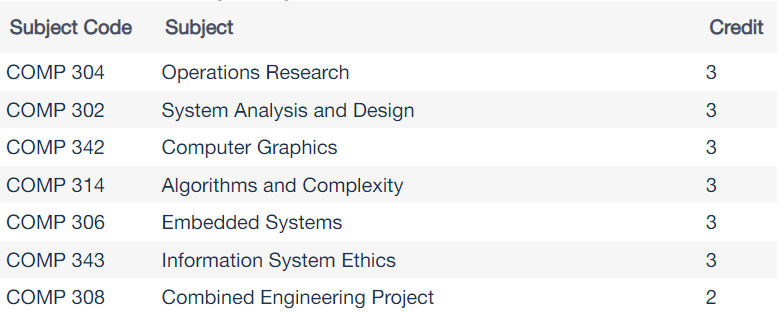 Subject Code Subject Credit
COMP 304 Operations Research 3
COMP 302 System Analysis and Design 3
COMP 342 Computer Graphics 3
COMP 314 Algorithms and Complexity 3
COMP 306 Embedded Systems 3
COMP 343 Information System Ethics 3
COMP 308 Combined Engineering Project 2